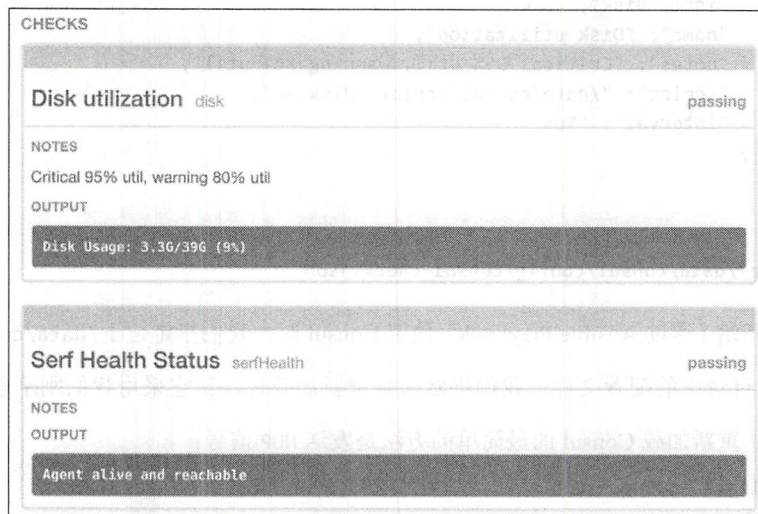 CHECKS
Disk utilization disk passing
NOTES
Critical 95% util, warning 80% util
OUTPUT
Disk Usage: 3.3G/39G (9%)
Serf Health Status serfHealth passing
NOTES
OUTPUT
Agent alive and reachable